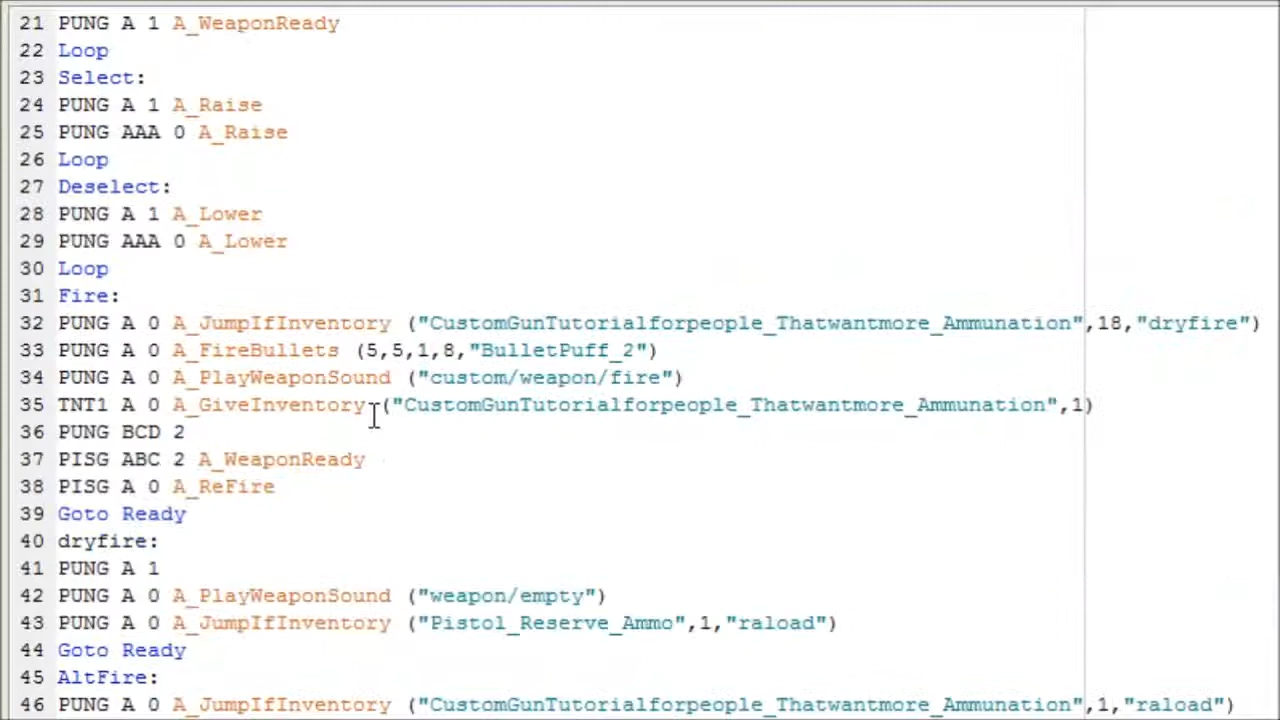 21 PUNG A 1 A_WeaponReady
22 Loop
23 Select:
24 PUNG A 1 A_Raise
25 PUNG AAA 0 A_Raise
26 Loop
27 Deselect:
28 PUNG A 1 A_Lower
29 PUNG AAA 0 A_Lower
30 Loop
31 Fire:
32 PUNG A 0 A_JumpIfInventory ("CustomGunTutorialforpeople_Thatwantmore_Ammunation",18,"dryfire")
33 PUNG A 0 A_FireBullets (5,5,1,8,"BulletPuff_2")
34 PUNG A 0 A_PlayWeaponSound ("custom/weapon/fire")
35 TNT1 A 0 A_GiveInventory ("CustomGunTutorialforpeople_Thatwantmore_Ammunation",1)
36 PUNG BCD 2
37 PISG ABC 2 A_WeaponReady
38 PISG A 0 A_ReFire
39 Goto Ready
40 dryfire:
41 PUNG A 1
42 PUNG A 0 A_PlayWeaponSound ("weapon/empty")
43 PUNG A 0 A_JumpIfInventory ("Pistol_Reserve_Ammo",1,"raload")
44 Goto Ready
45 AltFire:
46 PUNG A 0 A_JumpIfInventory ("CustomGunTutorialforpeople_Thatwantmore_Ammunation",1,"raload")